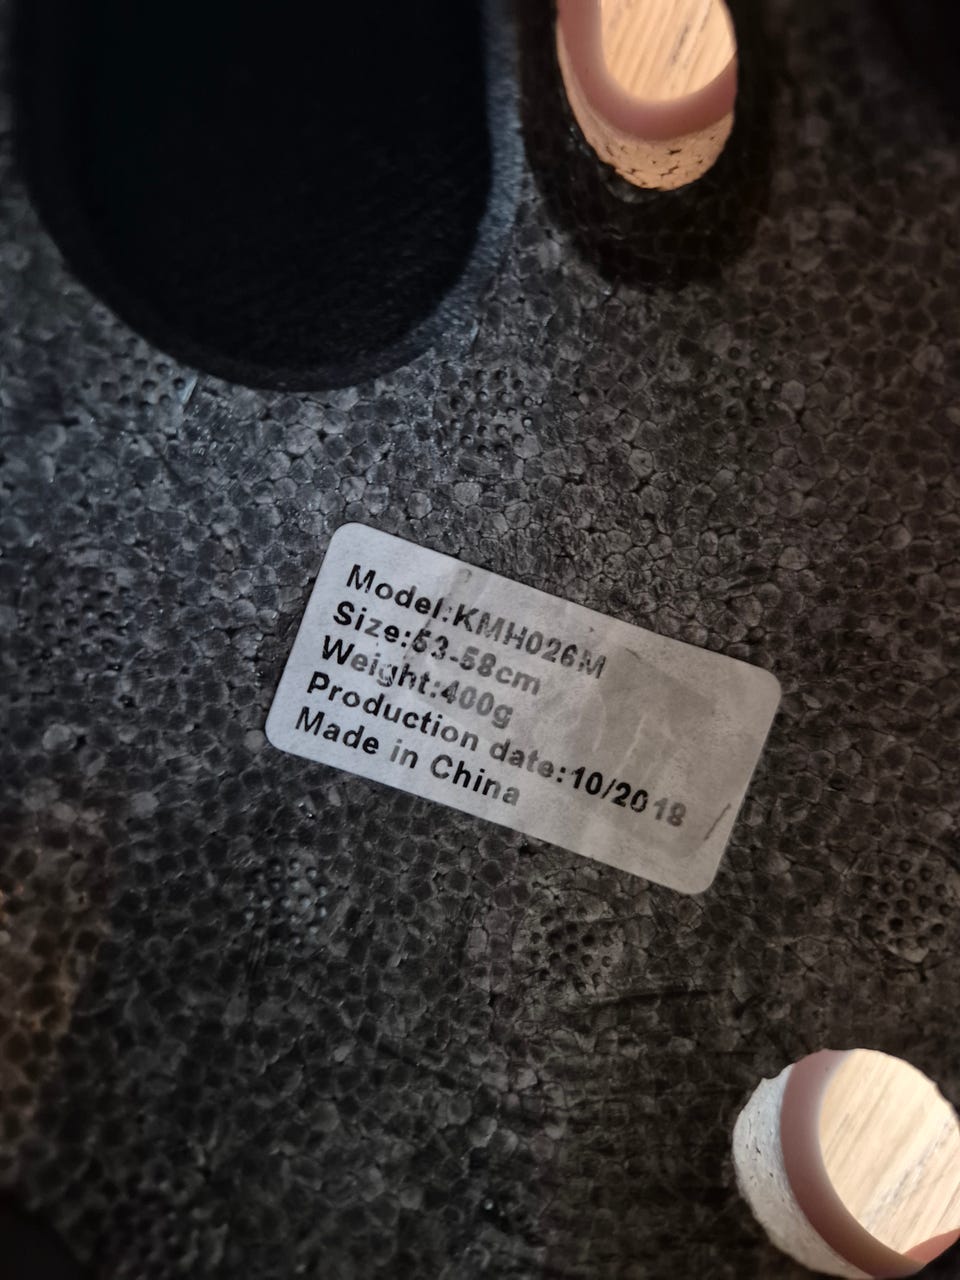 Model:KMH026M
Size:53-58cm
Weight:400g
Production date:10/2018
Made in China